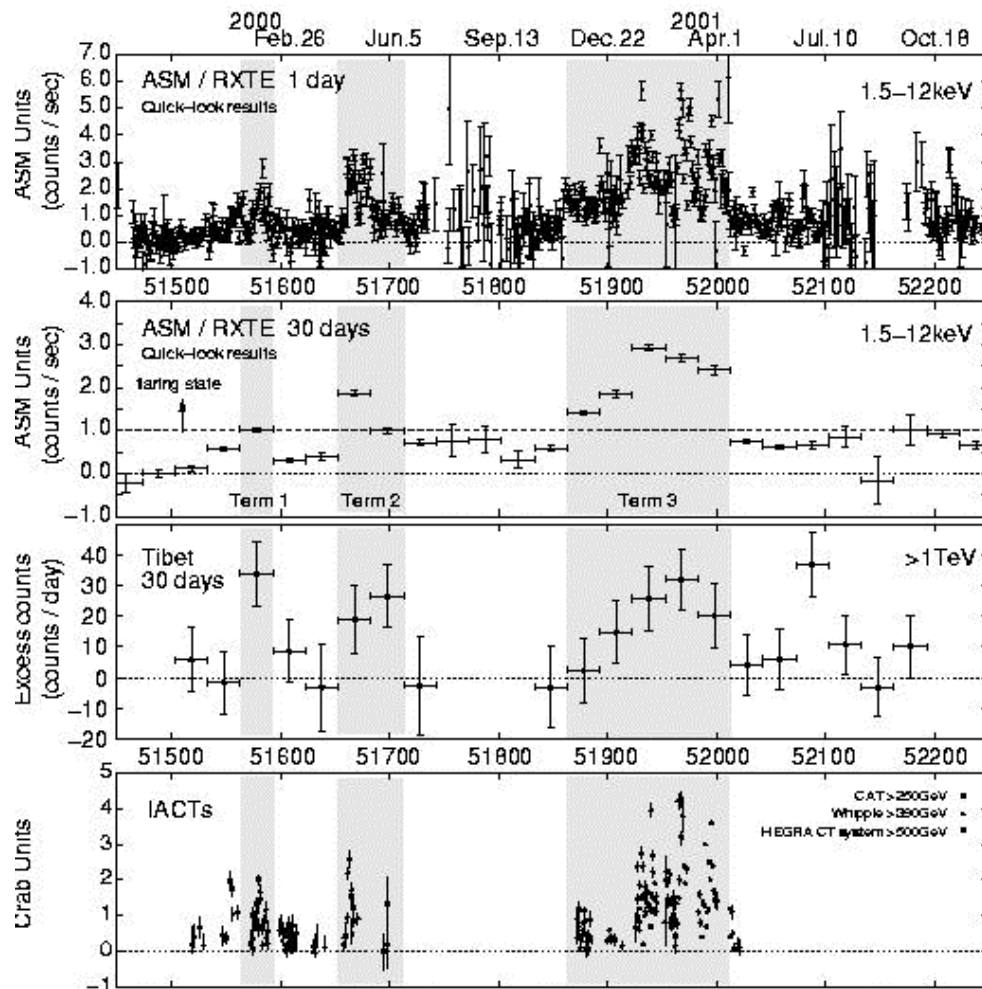 2000 2001
Feb.26 Jun.5 Sep.13 Dec.22 Apr.1 Jul.10 Oct.18
ASM Units
(counts / sec)
7.0
6.0
5.0
4.0
3.0
2.0
1.0
0.0
−1.0
ASM / RXTE 1 day
Quick–look results
1.5–12keV
51500 51600 51700 51800 51900 52000 52100 52200
ASM Units
(counts / sec)
4.0
3.0
2.0
1.0
0.0
−1.0
ASM / RXTE 30 days
Quick–look results
1.5–12keV
flaring state
Term 1 Term 2 Term 3
Excess counts
(counts / day)
40
30
20
10
0
−10
−20
Tibet
30 days
>1TeV
51500 51600 51700 51800 51900 52000 52100 52200
Crab Units
5
4
3
2
1
0
−1
IACTs
CAT >250GeV
Whipple >390GeV
HEGRA CT system >500GeV